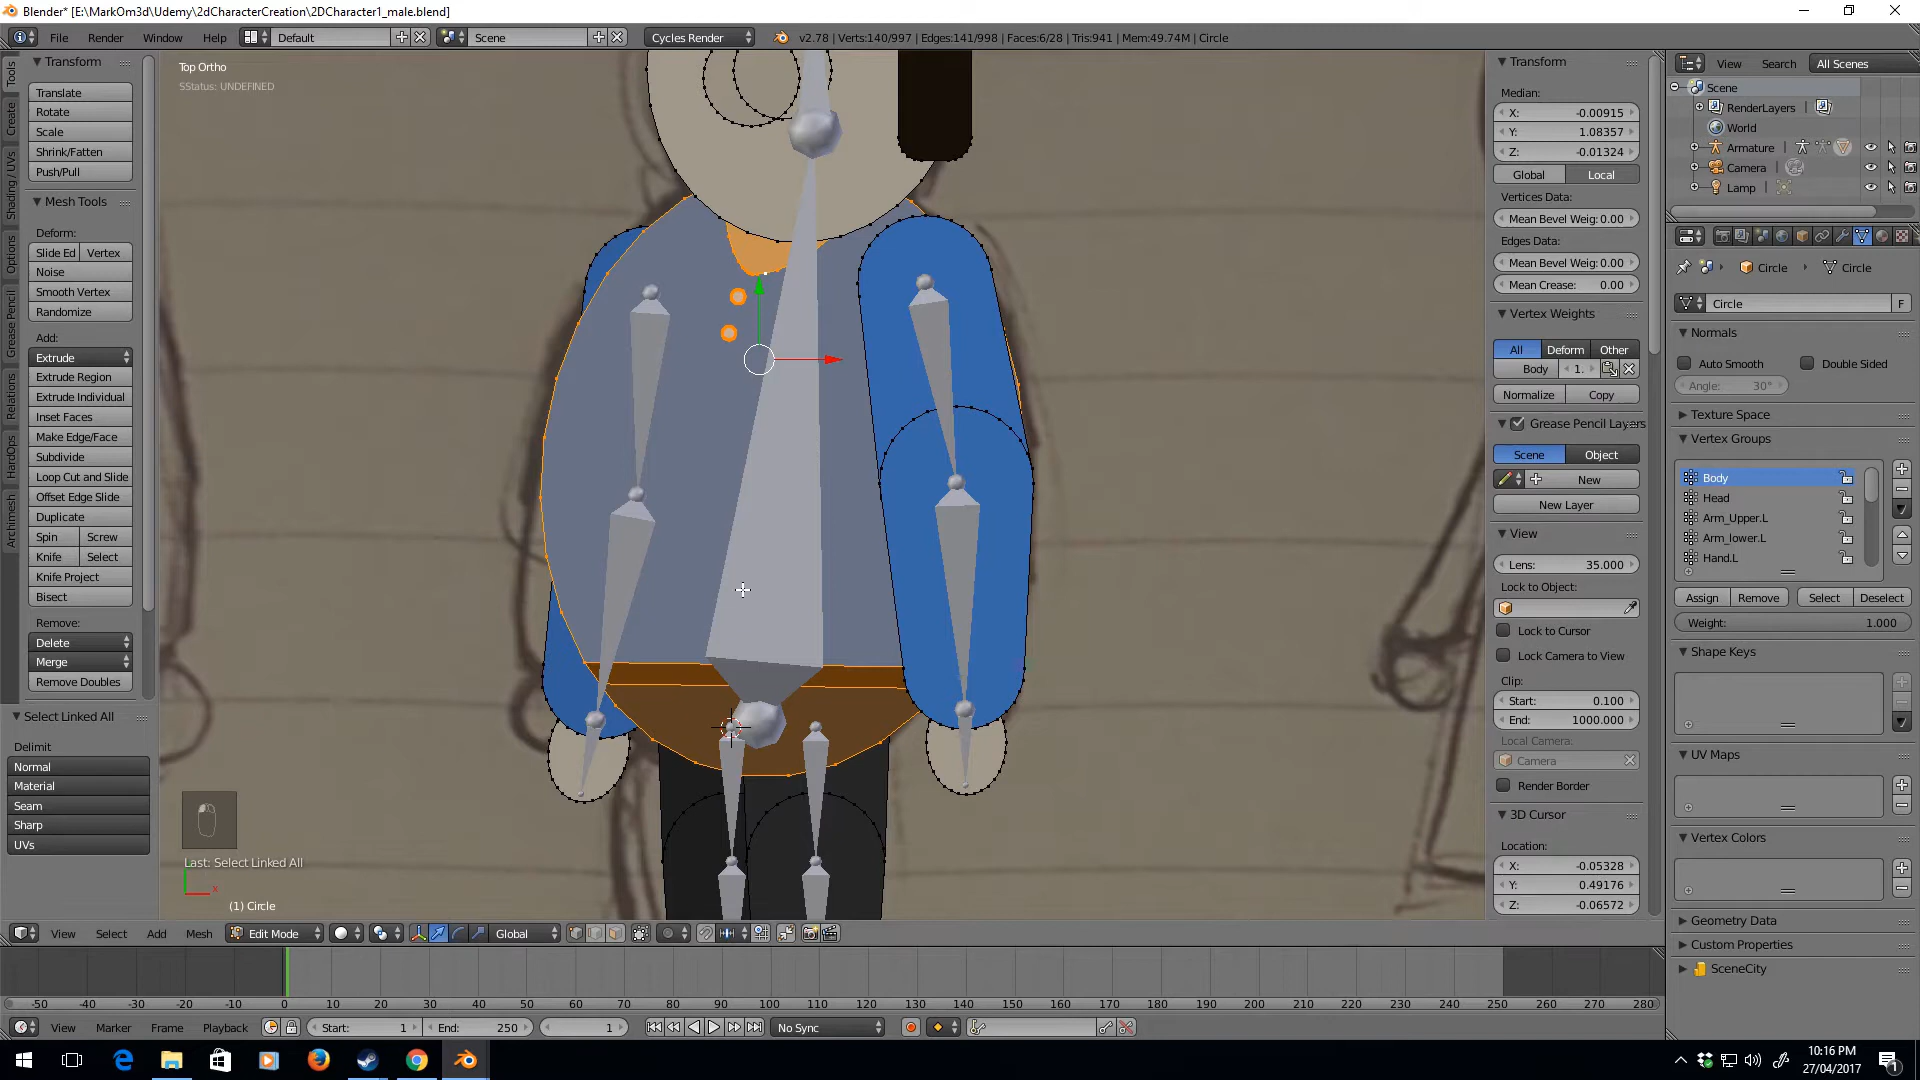 Blender* [E:\MarkOm3d\Udemy\2dCharacterCreation\2DCharacter1_male.blend]
File Render Window Help Default Scene Cycles Render v2.78 | Verts:140/997 | Edges:141/998 | Faces:6/28 | Tris:941 | Mem:49.74M | Circle
Tools
Create
Shading / UVs
Options
Grease Pencil
Relations
HardOps
Archimesh
Transform
Translate
Rotate
Scale
Shrink/Fatten
Push/Pull
Mesh Tools
Deform:
Slide Ed Vertex
Noise
Smooth Vertex
Randomize
Add:
Extrude
Extrude Region
Extrude Individual
Inset Faces
Make Edge/Face
Subdivide
Loop Cut and Slide
Offset Edge Slide
Duplicate
Spin Screw
Knife Select
Knife Project
Bisect
Remove:
Delete
Merge
Remove Doubles
Select Linked All
Delimit
Normal
Material
Seam
Sharp
UVs
Top Ortho
SStatus: UNDEFINED
Last: Select Linked All
x
(1) Circle
Transform
Median:
X: -0.00915
Y: 1.08357
Z: -0.01324
Global Local
Vertices Data:
Mean Bevel Weig: 0.00
Edges Data:
Mean Bevel Weig: 0.00
Mean Crease: 0.00
Vertex Weights
All Deform Other
Body 1.
Normalize Copy
Grease Pencil Layers
Scene Object
New
New Layer
View
Lens: 35.000
Lock to Object:
Lock to Cursor
Lock Camera to View
Clip:
Start: 0.100
End: 1000.000
Local Camera:
Camera
Render Border
3D Cursor
Location:
X: -0.05328
Y: 0.49176
Z: -0.06572
View Search All Scenes
Scene
RenderLayers
World
Armature
Camera
Lamp
Circle Circle
Circle F
Normals
Auto Smooth Double Sided
Angle: 30°
Texture Space
Vertex Groups
Body
Head
Arm_Upper.L
Arm_lower.L
Hand.L
Assign Remove Select Deselect
Weight: 1.000
Shape Keys
UV Maps
Vertex Colors
Geometry Data
Custom Properties
SceneCity
View Select Add Mesh Edit Mode Global
-50 -40 -30 -20 -10 0 10 20 30 40 50 60 70 80 90 100 110 120 130 140 150 160 170 180 190 200 210 220 230 240 250 260 270 280
View Marker Frame Playback Start: 1 End: 250 1 No Sync
10:16 PM
27/04/2017
1